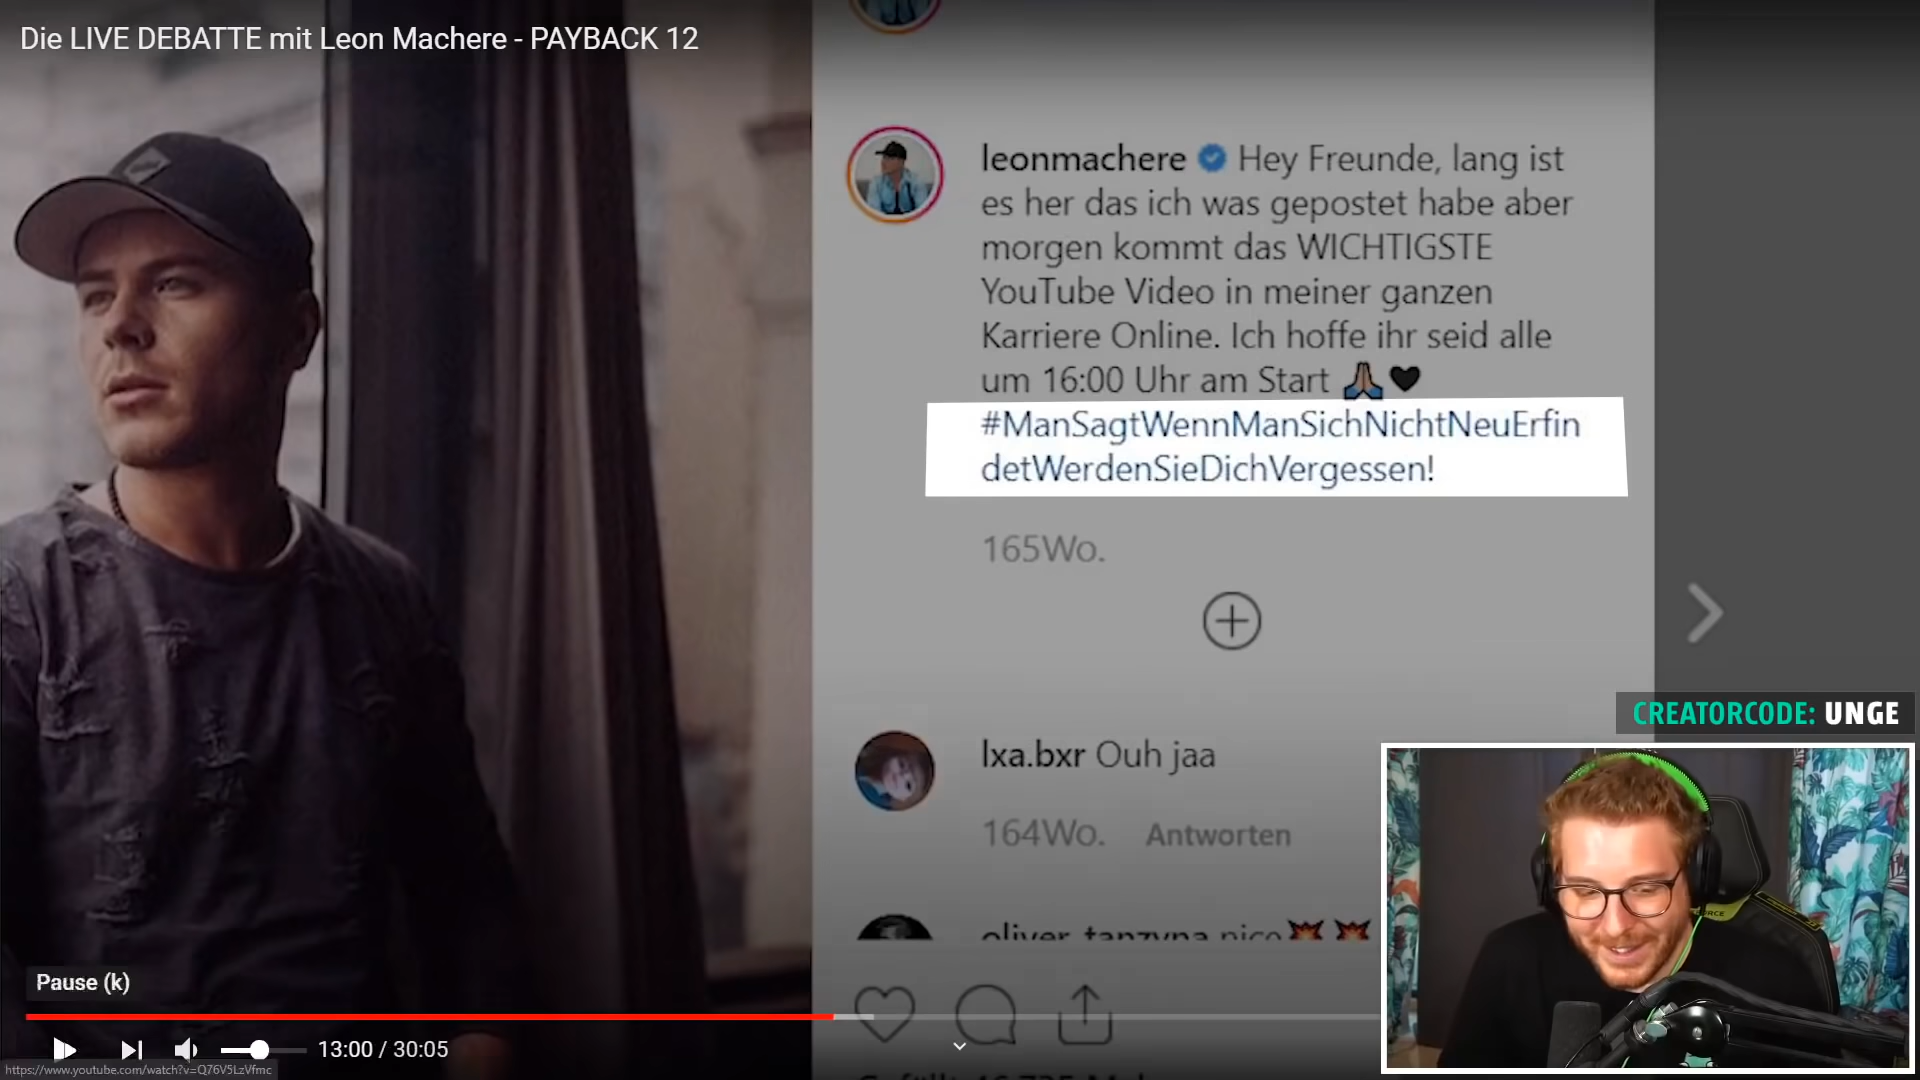 Die LIVE DEBATTE mit Leon Machere - PAYBACK 12
leonmachere Hey Freunde, lang ist
es her das ich was gepostet habe aber
morgen kommt das WICHTIGSTE
YouTube Video in meiner ganzen
Karriere Online. Ich hoffe ihr seid alle
um 16:00 Uhr am Start 🙏🏽🖤
#ManSagtWennManSichNichtNeuErfin
detWerdenSieDichVergessen!
165Wo.
CREATORCODE: UNGE
lxa.bxr Ouh jaa
164Wo. Antworten
nice💥💥
Pause (k)
13:00 / 30:05
https://www.youtube.com/watch?v=Q76V5LzVfmc